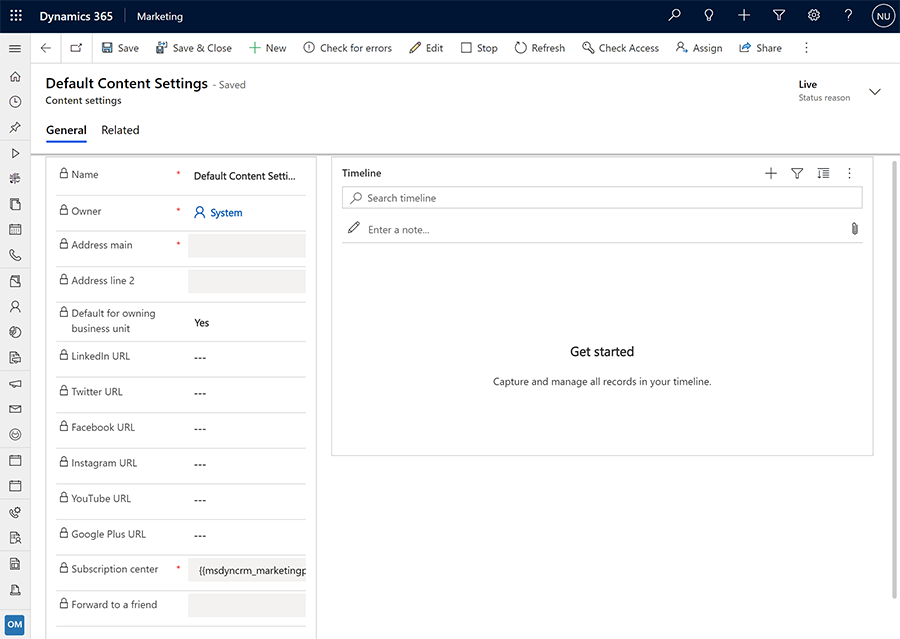 Dynamics 365 Marketing NU
Save Save & Close New Check for errors Edit Stop Refresh Check Access Assign Share
Default Content Settings - Saved
Content settings
Live
Status reason
General Related
Name * Default Content Setti...
Owner * System
Address main *
Address line 2
Default for owning
business unit
Yes
LinkedIn URL ---
Twitter URL ---
Facebook URL ---
Instagram URL ---
YouTube URL ---
Google Plus URL ---
Subscription center * {{msdyncrm_marketingp
Forward to a friend
Timeline
Search timeline
Enter a note...
Get started
Capture and manage all records in your timeline.
OM